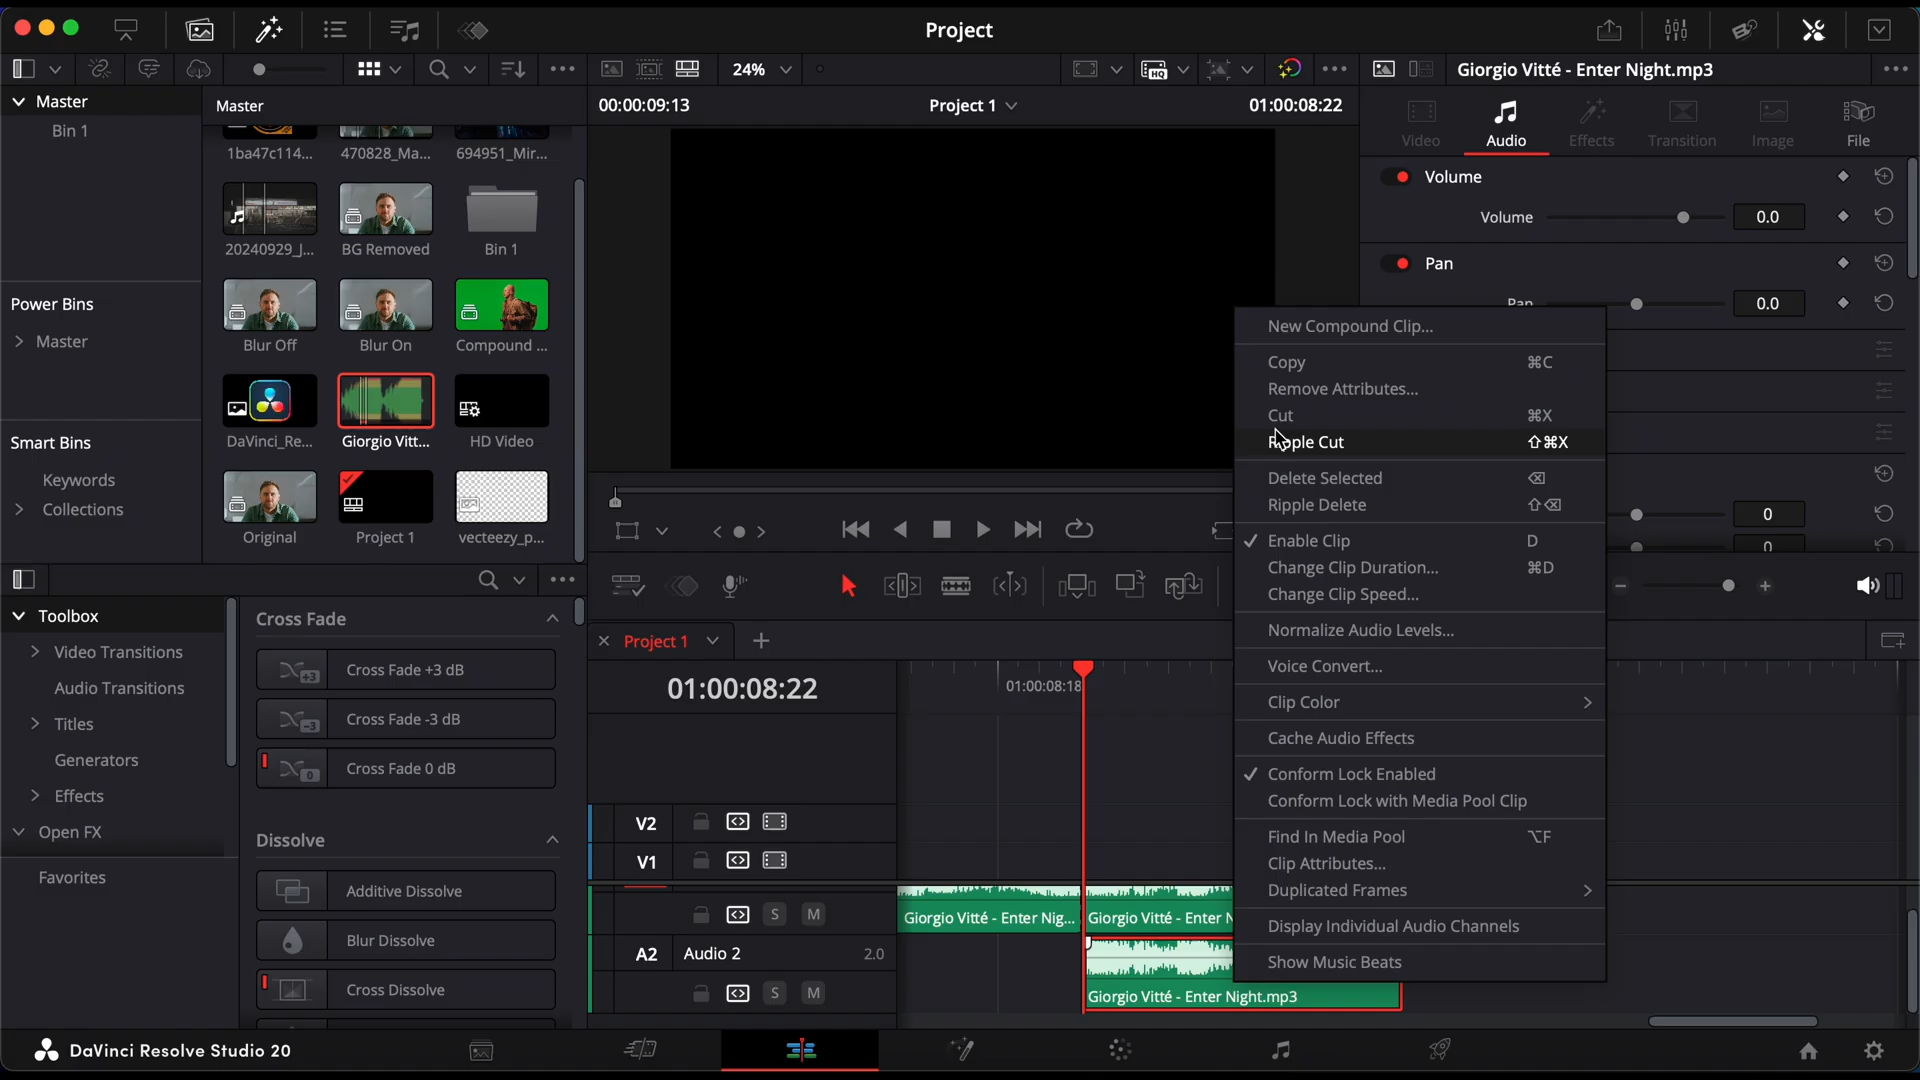 Project
24%
HQ
Giorgio Vitté - Enter Night.mp3
Master
Bin 1
Master
00:00:09:13
Project 1
01:00:08:22
Video
Audio
Effects
Transition
Image
File
1ba47c114...
470828_Ma...
694951_Mir...
Volume
Volume
0.0
20240929_J...
BG Removed
Bin 1
Pan
Pan
0.0
Power Bins
Master
Blur Off
Blur On
Compound ...
New Compound Clip...
Copy ⌘C
Remove Attributes...
Cut ⌘X
Ripple Cut ⇧⌘X
Delete Selected ⌫
Ripple Delete ⇧⌫
Enable Clip D
Change Clip Duration... ⌘D
Change Clip Speed...
Normalize Audio Levels...
Voice Convert...
Clip Color
Cache Audio Effects
Conform Lock Enabled
Conform Lock with Media Pool Clip
Find In Media Pool ⌥F
Clip Attributes...
Duplicated Frames
Display Individual Audio Channels
Show Music Beats
DaVinci_Re...
Giorgio Vitt...
HD Video
Smart Bins
Keywords
Collections
Original
Project 1
vecteezy_p...
0
0
Toolbox
Video Transitions
Audio Transitions
Titles
Generators
Effects
Open FX
Favorites
Cross Fade
+3
Cross Fade +3 dB
-3
Cross Fade -3 dB
0
Cross Fade 0 dB
Dissolve
Additive Dissolve
Blur Dissolve
Cross Dissolve
Project 1
01:00:08:22
01:00:08:18
V2
V1
S M
Giorgio Vitté - Enter Nig...
Giorgio Vitté - Enter N
A2 Audio 2 2.0
S M
Giorgio Vitté - Enter Night.mp3
DaVinci Resolve Studio 20